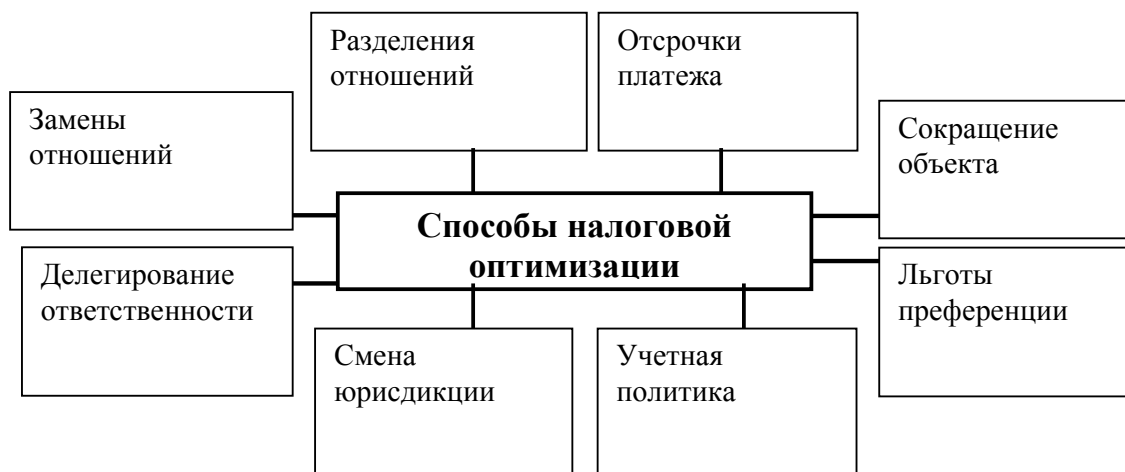 Разделения
отношений
Отсрочки
платежа
Замены
отношений
Сокращение
объекта
Способы налоговой
оптимизации
Делегирование
ответственности
Льготы
преференции
Смена
юрисдикции
Учетная
политика